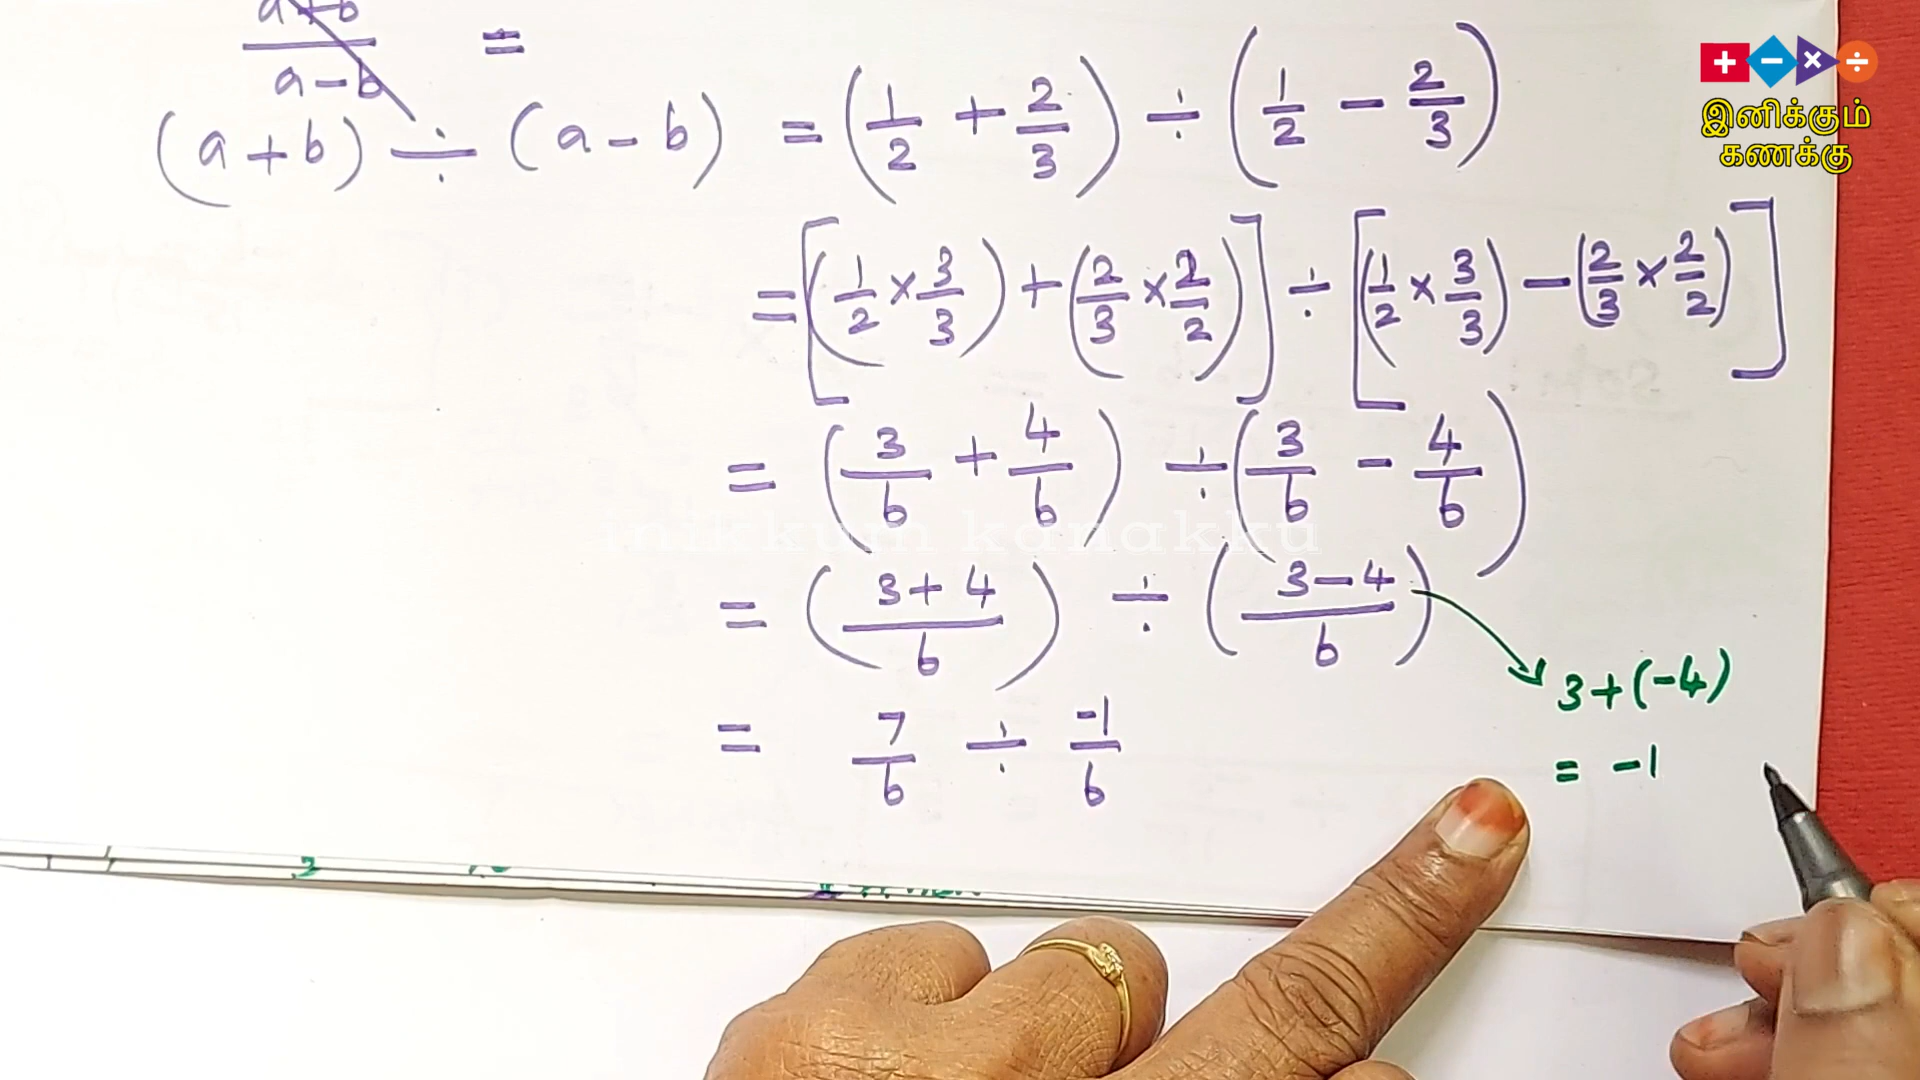 a+b / a-b =
(a+b) ÷ (a-b) = (1/2 + 2/3) ÷ (1/2 - 2/3)
= [(1/2 × 3/3) + (2/3 × 2/2)] ÷ [(1/2 × 3/3) - (2/3 × 2/2)]
= (3/6 + 4/6) ÷ (3/6 - 4/6)
inikkum kanakku
= (3+4 / 6) ÷ (3-4 / 6)
3+(-4)
= 7/6 ÷ -1/6
= -1
+ - × ÷
இனிக்கும்
கணக்கு